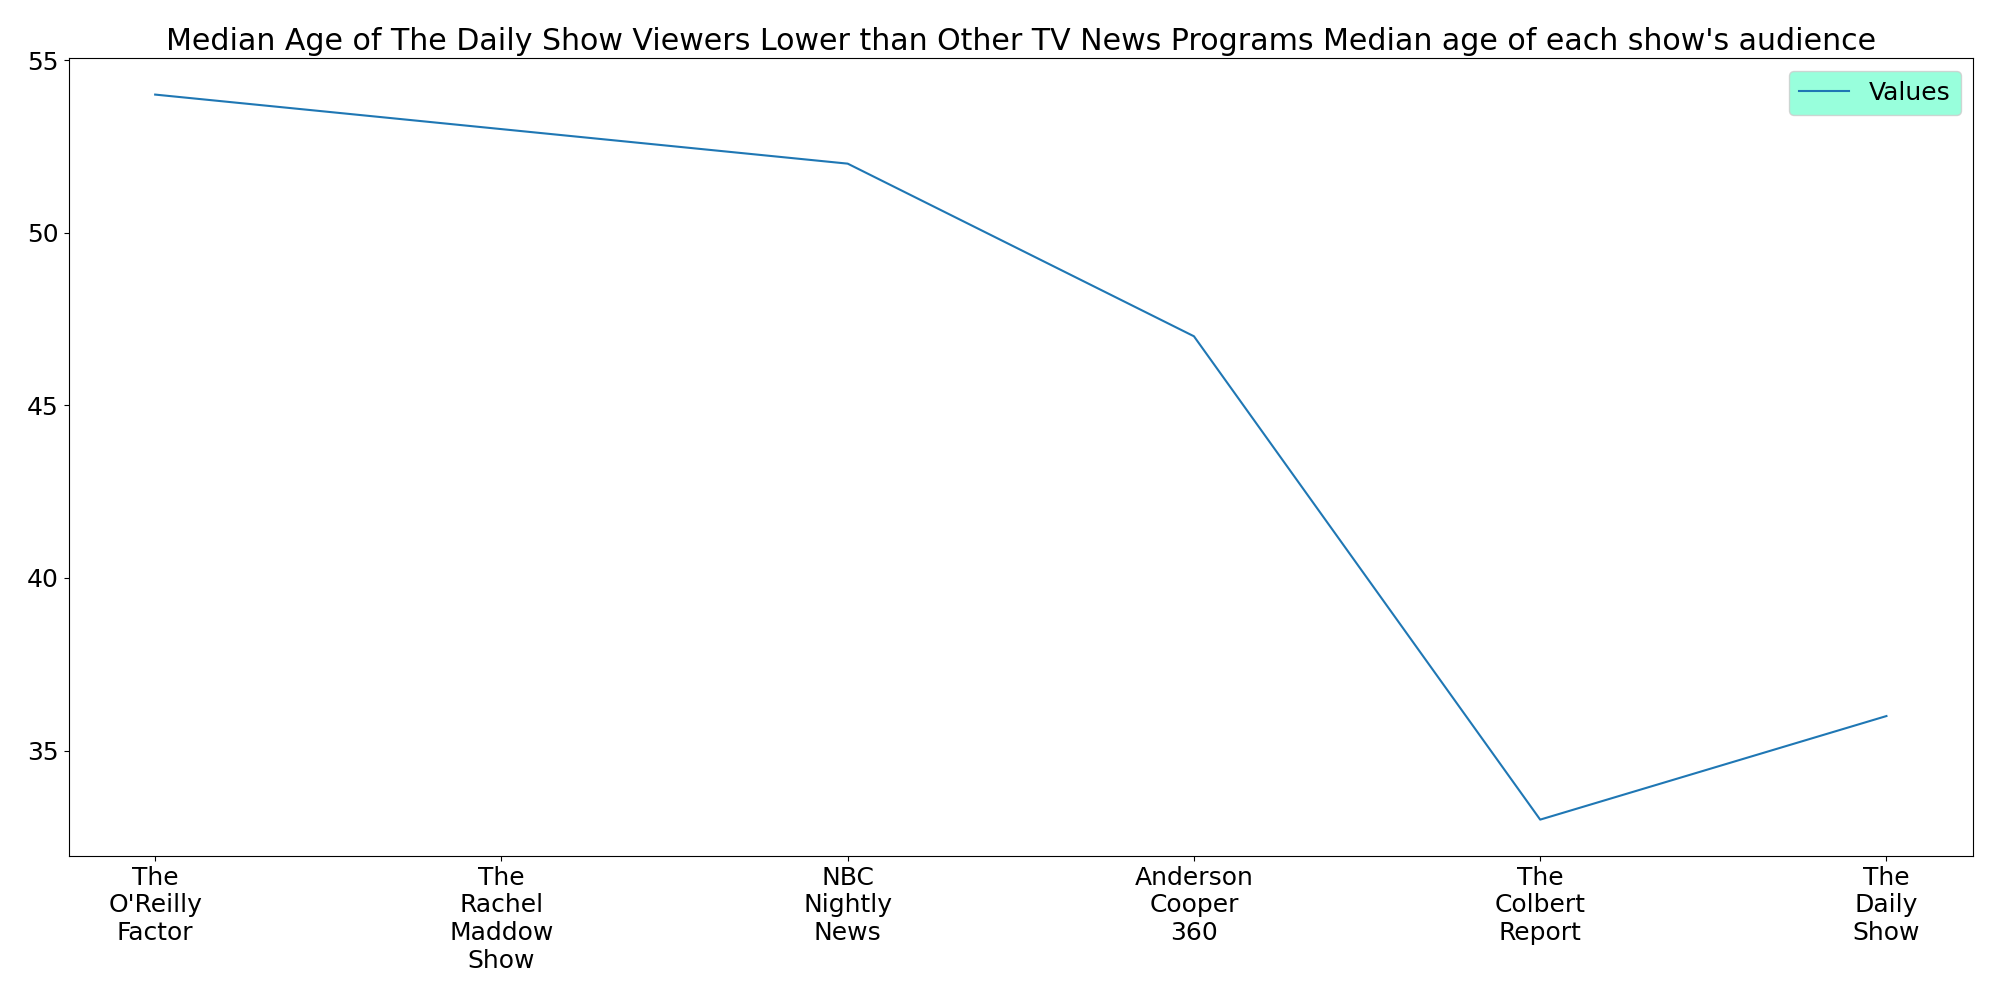 Median Age of The Daily Show Viewers Lower than Other TV News Programs Median age of each show's audience
55
50
45
40
35
Values
The
O'Reilly
Factor
The
Rachel
Maddow
Show
NBC
Nightly
News
Anderson
Cooper
360
The
Colbert
Report
The
Daily
Show